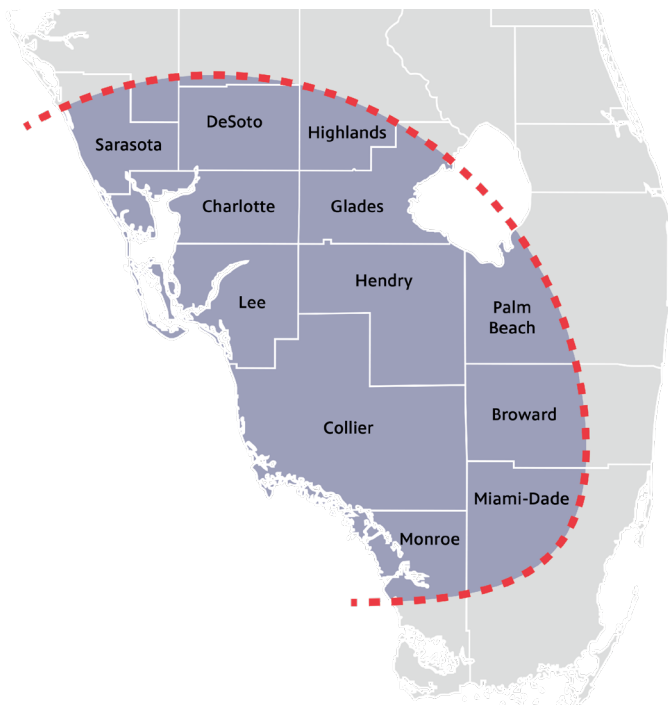 DeSoto
Highlands
Sarasota
Charlotte
Glades
Hendry
Lee
Palm
Beach
Broward
Collier
Miami-Dade
Monroe